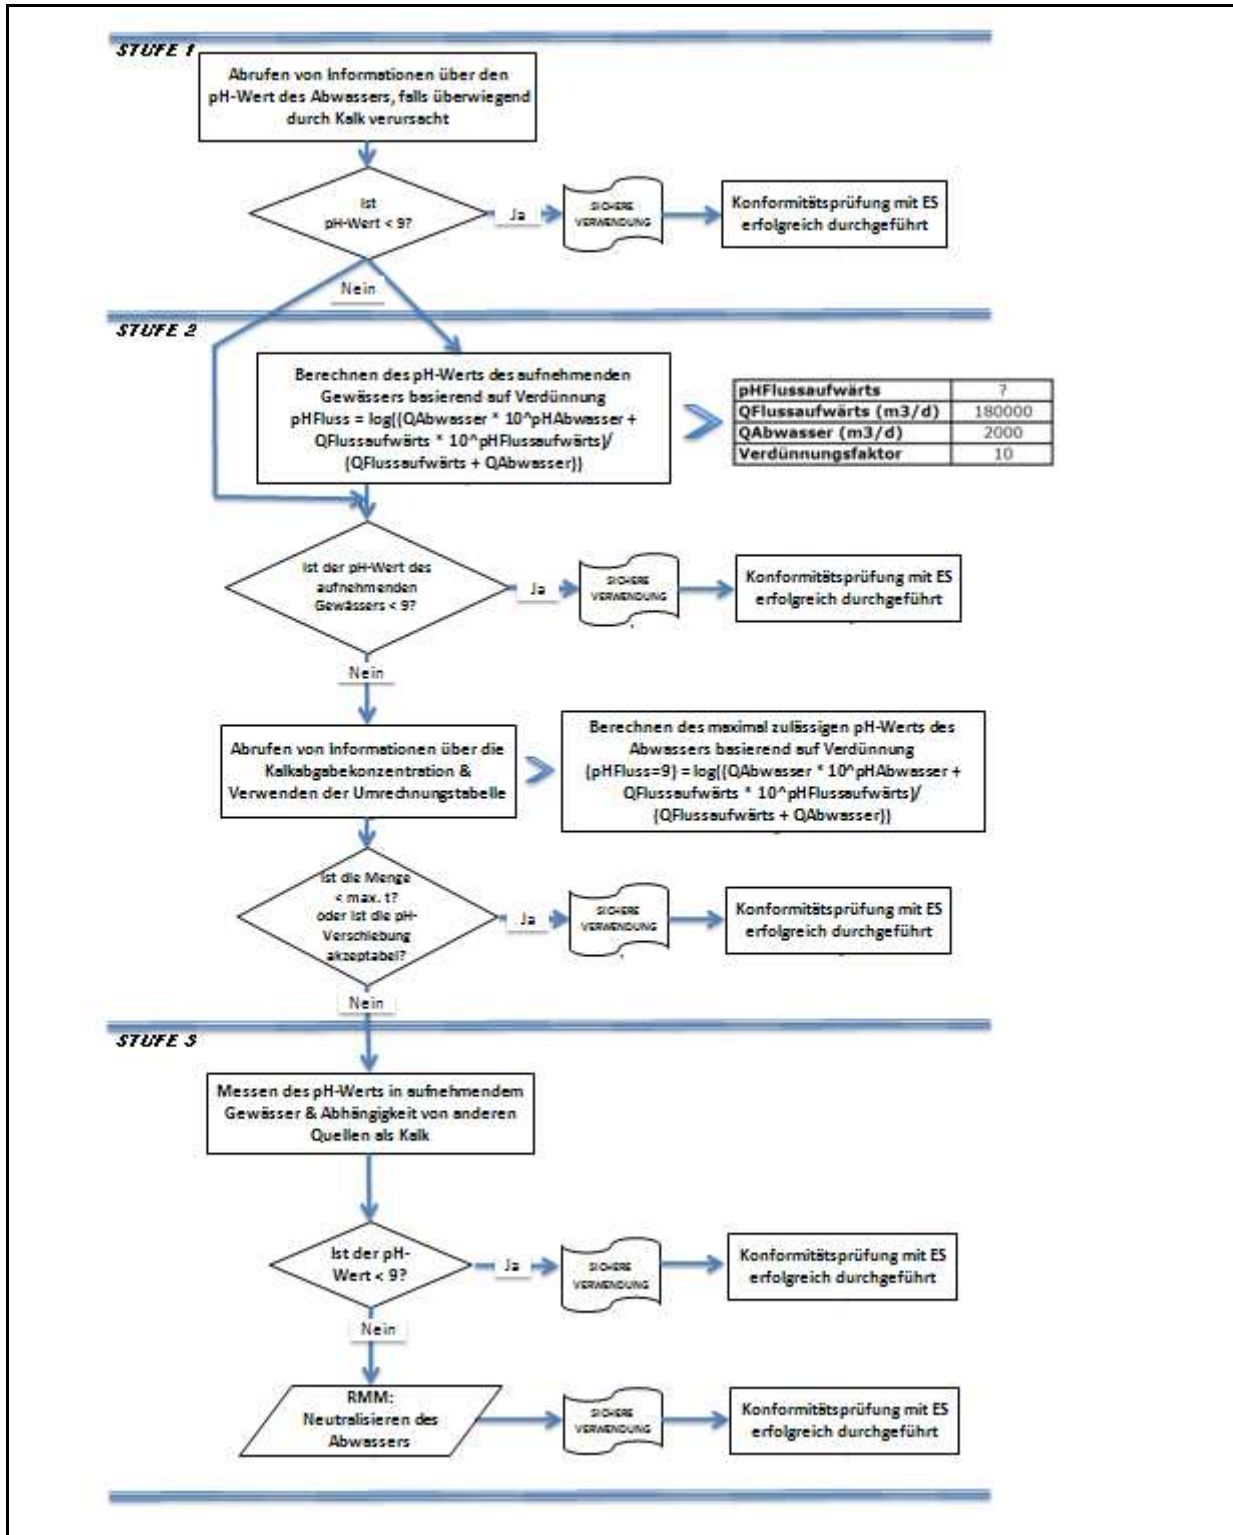 STUFE 1
Abrufen von Informationen über den
pH-Wert des Abwassers, falls überwiegend
durch Kalk verursacht
Ist
pH-Wert < 9?
Ja
SICHERE
VERWENDUNG
Konformitätsprüfung mit ES
erfolgreich durchgeführt
Nein
STUFE 2
Berechnen des pH-Werts des aufnehmenden
Gewässers basierend auf Verdünnung
pHFluss = log((QAbwasser * 10^pHAbwasser +
QFlussaufwärts * 10^pHFlussaufwärts)/
(QFlussaufwärts + QAbwasser))
pHFlussaufwärts ?
QFlussaufwärts (m3/d) 180000
QAbwasser (m3/d) 2000
Verdünnungsfaktor 10
Ist der pH-Wert des
aufnehmenden
Gewässers < 9?
Ja
SICHERE
VERWENDUNG
Konformitätsprüfung mit ES
erfolgreich durchgeführt
Nein
Abrufen von Informationen über die
Kalkabgabekonzentration &
Verwenden der Umrechnungstabelle
Berechnen des maximal zulässigen pH-Werts des
Abwassers basierend auf Verdünnung
(pHFluss=9) = log((QAbwasser * 10^pHAbwasser +
QFlussaufwärts * 10^pHFlussaufwärts)/
(QFlussaufwärts + QAbwasser))
Ist die Menge
< max. t?
oder ist die pH-
Verschiebung
akzeptabel?
Ja
SICHERE
VERWENDUNG
Konformitätsprüfung mit ES
erfolgreich durchgeführt
Nein
STUFE 3
Messen des pH-Werts in aufnehmendem
Gewässer & Abhängigkeit von anderen
Quellen als Kalk
Ist der pH-
Wert < 9?
Ja
SICHERE
VERWENDUNG
Konformitätsprüfung mit ES
erfolgreich durchgeführt
Nein
RMM:
Neutralisieren des
Abwassers
SICHERE
VERWENDUNG
Konformitätsprüfung mit ES
erfolgreich durchgeführt